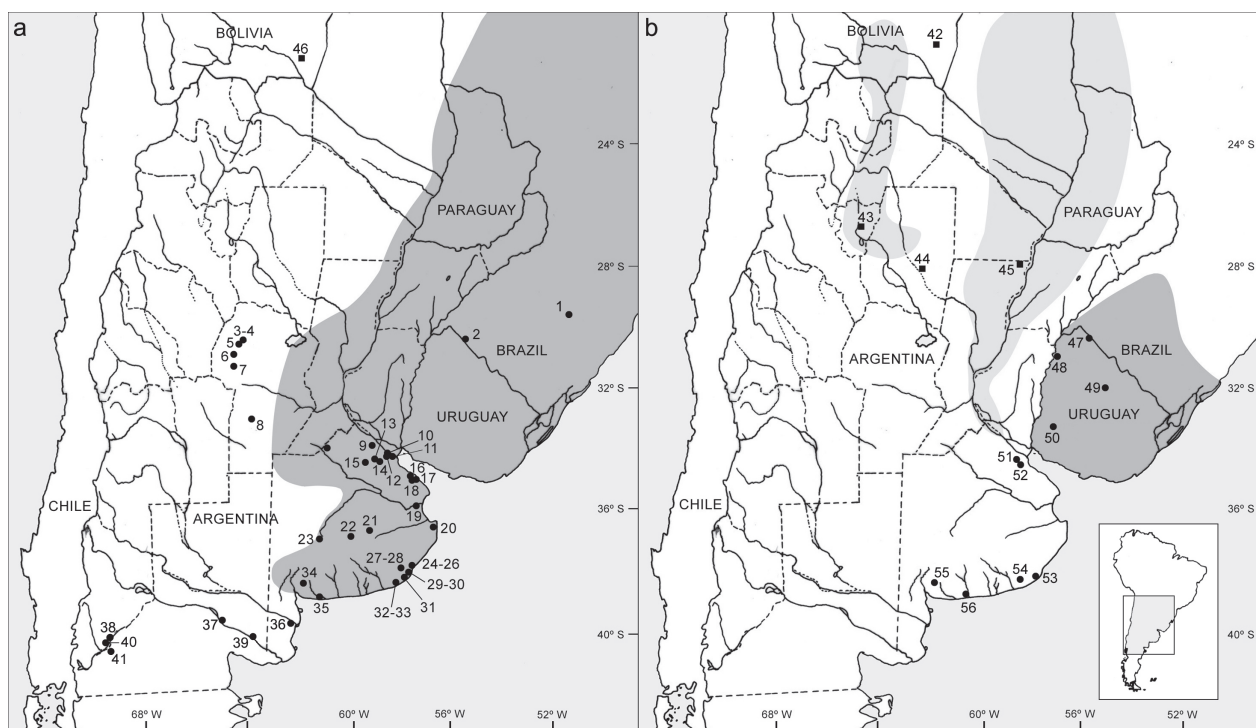 a
BOLIVIA
46
24° S
PARAGUAY
28° S
1
2
3-4
5
6
7
BRAZIL
32° S
URUGUAY
8
13
10
9
11
15
14
12
16
17
18
CHILE
ARGENTINA
36° S
19
20
21
22
23
27-28
24-26
34
29-30
31
32-33
35
37
36
38
39
40
41
40° S
68° W
60° W
56° W
52° W
b
BOLIVIA
42
24° S
PARAGUAY
43
44
45
28° S
ARGENTINA
47
BRAZIL
48
49
32° S
URUGUAY
50
51
52
CHILE
36° S
55
54
53
56
40° S
68° W
60° W
56° W
52° W